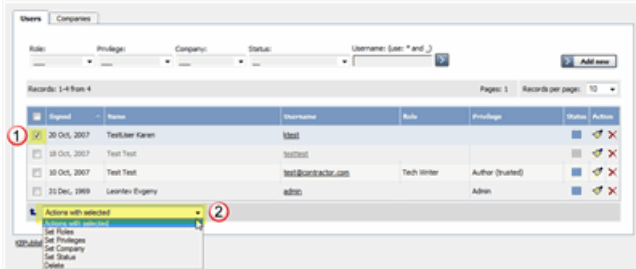 Users Companies
Role: Privilege: Company: Status: Username: (use: * and _)
Add new
Records: 1-4 from 4 Pages: 1 Records per page: 10
Signed Name Username Role Privilege Status Action
1 20 Oct, 2007 TestUser Karen ktest
18 Oct, 2007 Test Test testtest
10 Oct, 2007 Test Test test@contractor.com Tech Writer Author (trusted)
31 Dec, 1969 Leontev Evgeny admin Admin
Actions with selected 2
Actions with selected
Set Roles
Set Privileges
Set Company
Set Status
Delete
KBPublis